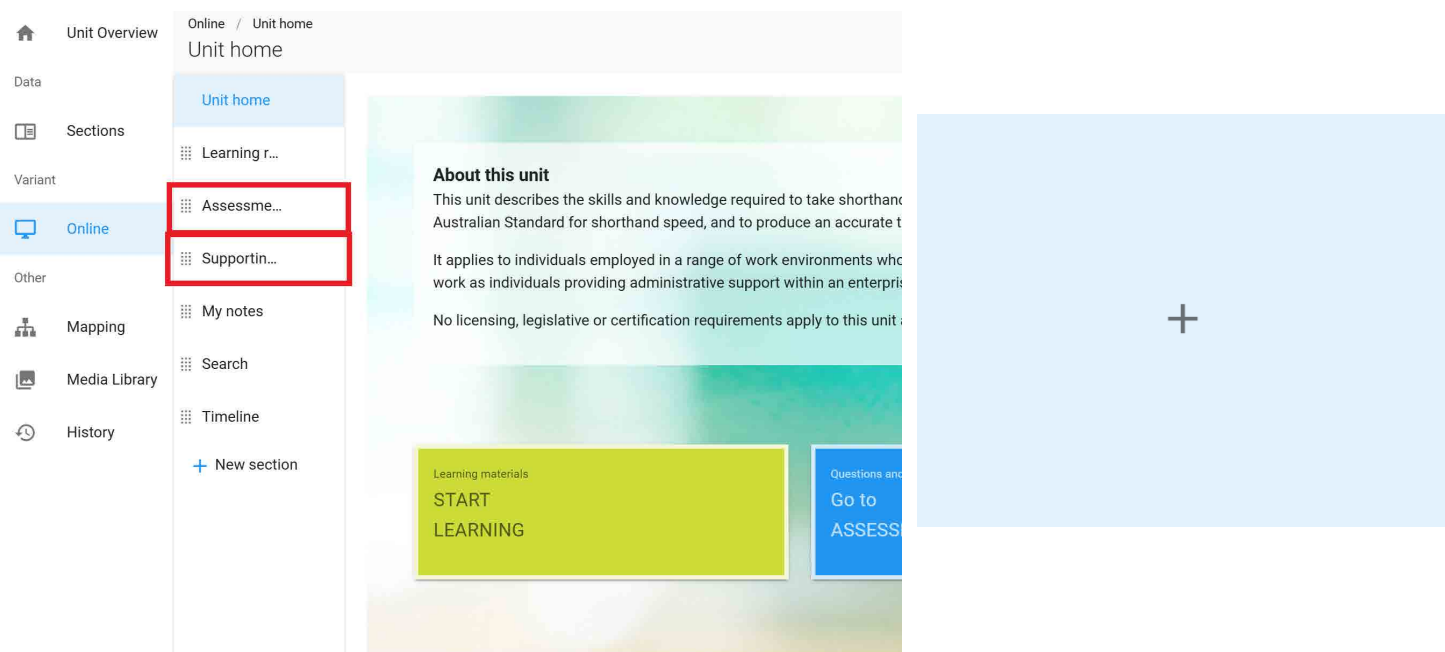 Unit Overview
Data
Sections
Variant
Online
Other
Mapping
Media Library
History
Online / Unit home
Unit home
Unit home
Learning r...
Assessme...
Supportin...
My notes
Search
Timeline
+ New section
About this unit
This unit describes the skills and knowledge required to take shorthand
Australian Standard for shorthand speed, and to produce an accurate t
It applies to individuals employed in a range of work environments who
work as individuals providing administrative support within an enterpri
No licensing, legislative or certification requirements apply to this unit
Learning materials
START
LEARNING
Questions and
Go to
ASSESS
+